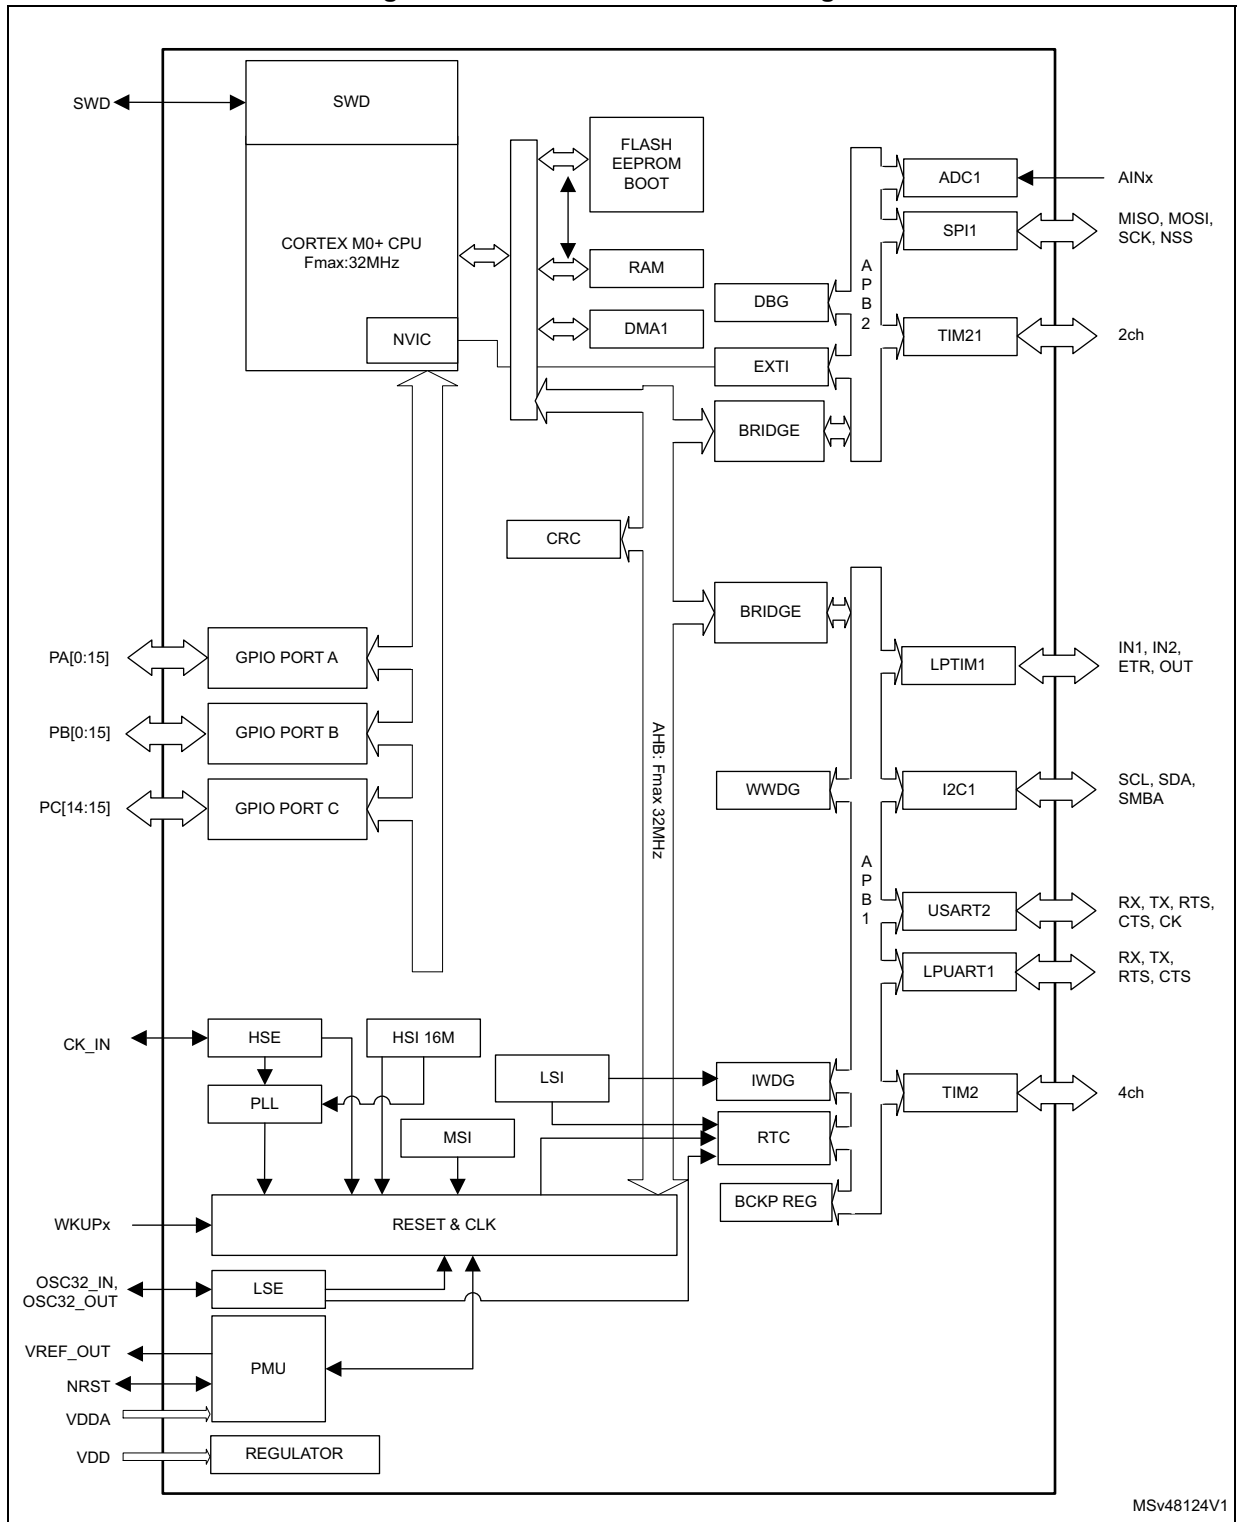 SWD
SWD
CORTEX M0+ CPU
Fmax:32MHz
NVIC
FLASH
EEPROM
BOOT
RAM
DMA1
DBG
EXTI
BRIDGE
APB2
ADC1
AINx
SPI1
MISO, MOSI,
SCK, NSS
TIM21
2ch
CRC
BRIDGE
PA[0:15]
GPIO PORT A
PB[0:15]
GPIO PORT B
PC[14:15]
GPIO PORT C
AHB: Fmax 32MHz
LPTIM1
IN1, IN2,
ETR, OUT
WWDG
I2C1
SCL, SDA,
SMBA
APB1
USART2
RX, TX, RTS,
CTS, CK
LPUART1
RX, TX,
RTS, CTS
CK_IN
HSE
HSI 16M
PLL
LSI
IWDG
TIM2
4ch
MSI
RTC
BCKP REG
WKUPx
RESET & CLK
OSC32_IN,
OSC32_OUT
LSE
VREF_OUT
PMU
NRST
VDDA
VDD
REGULATOR
MSv48124V1